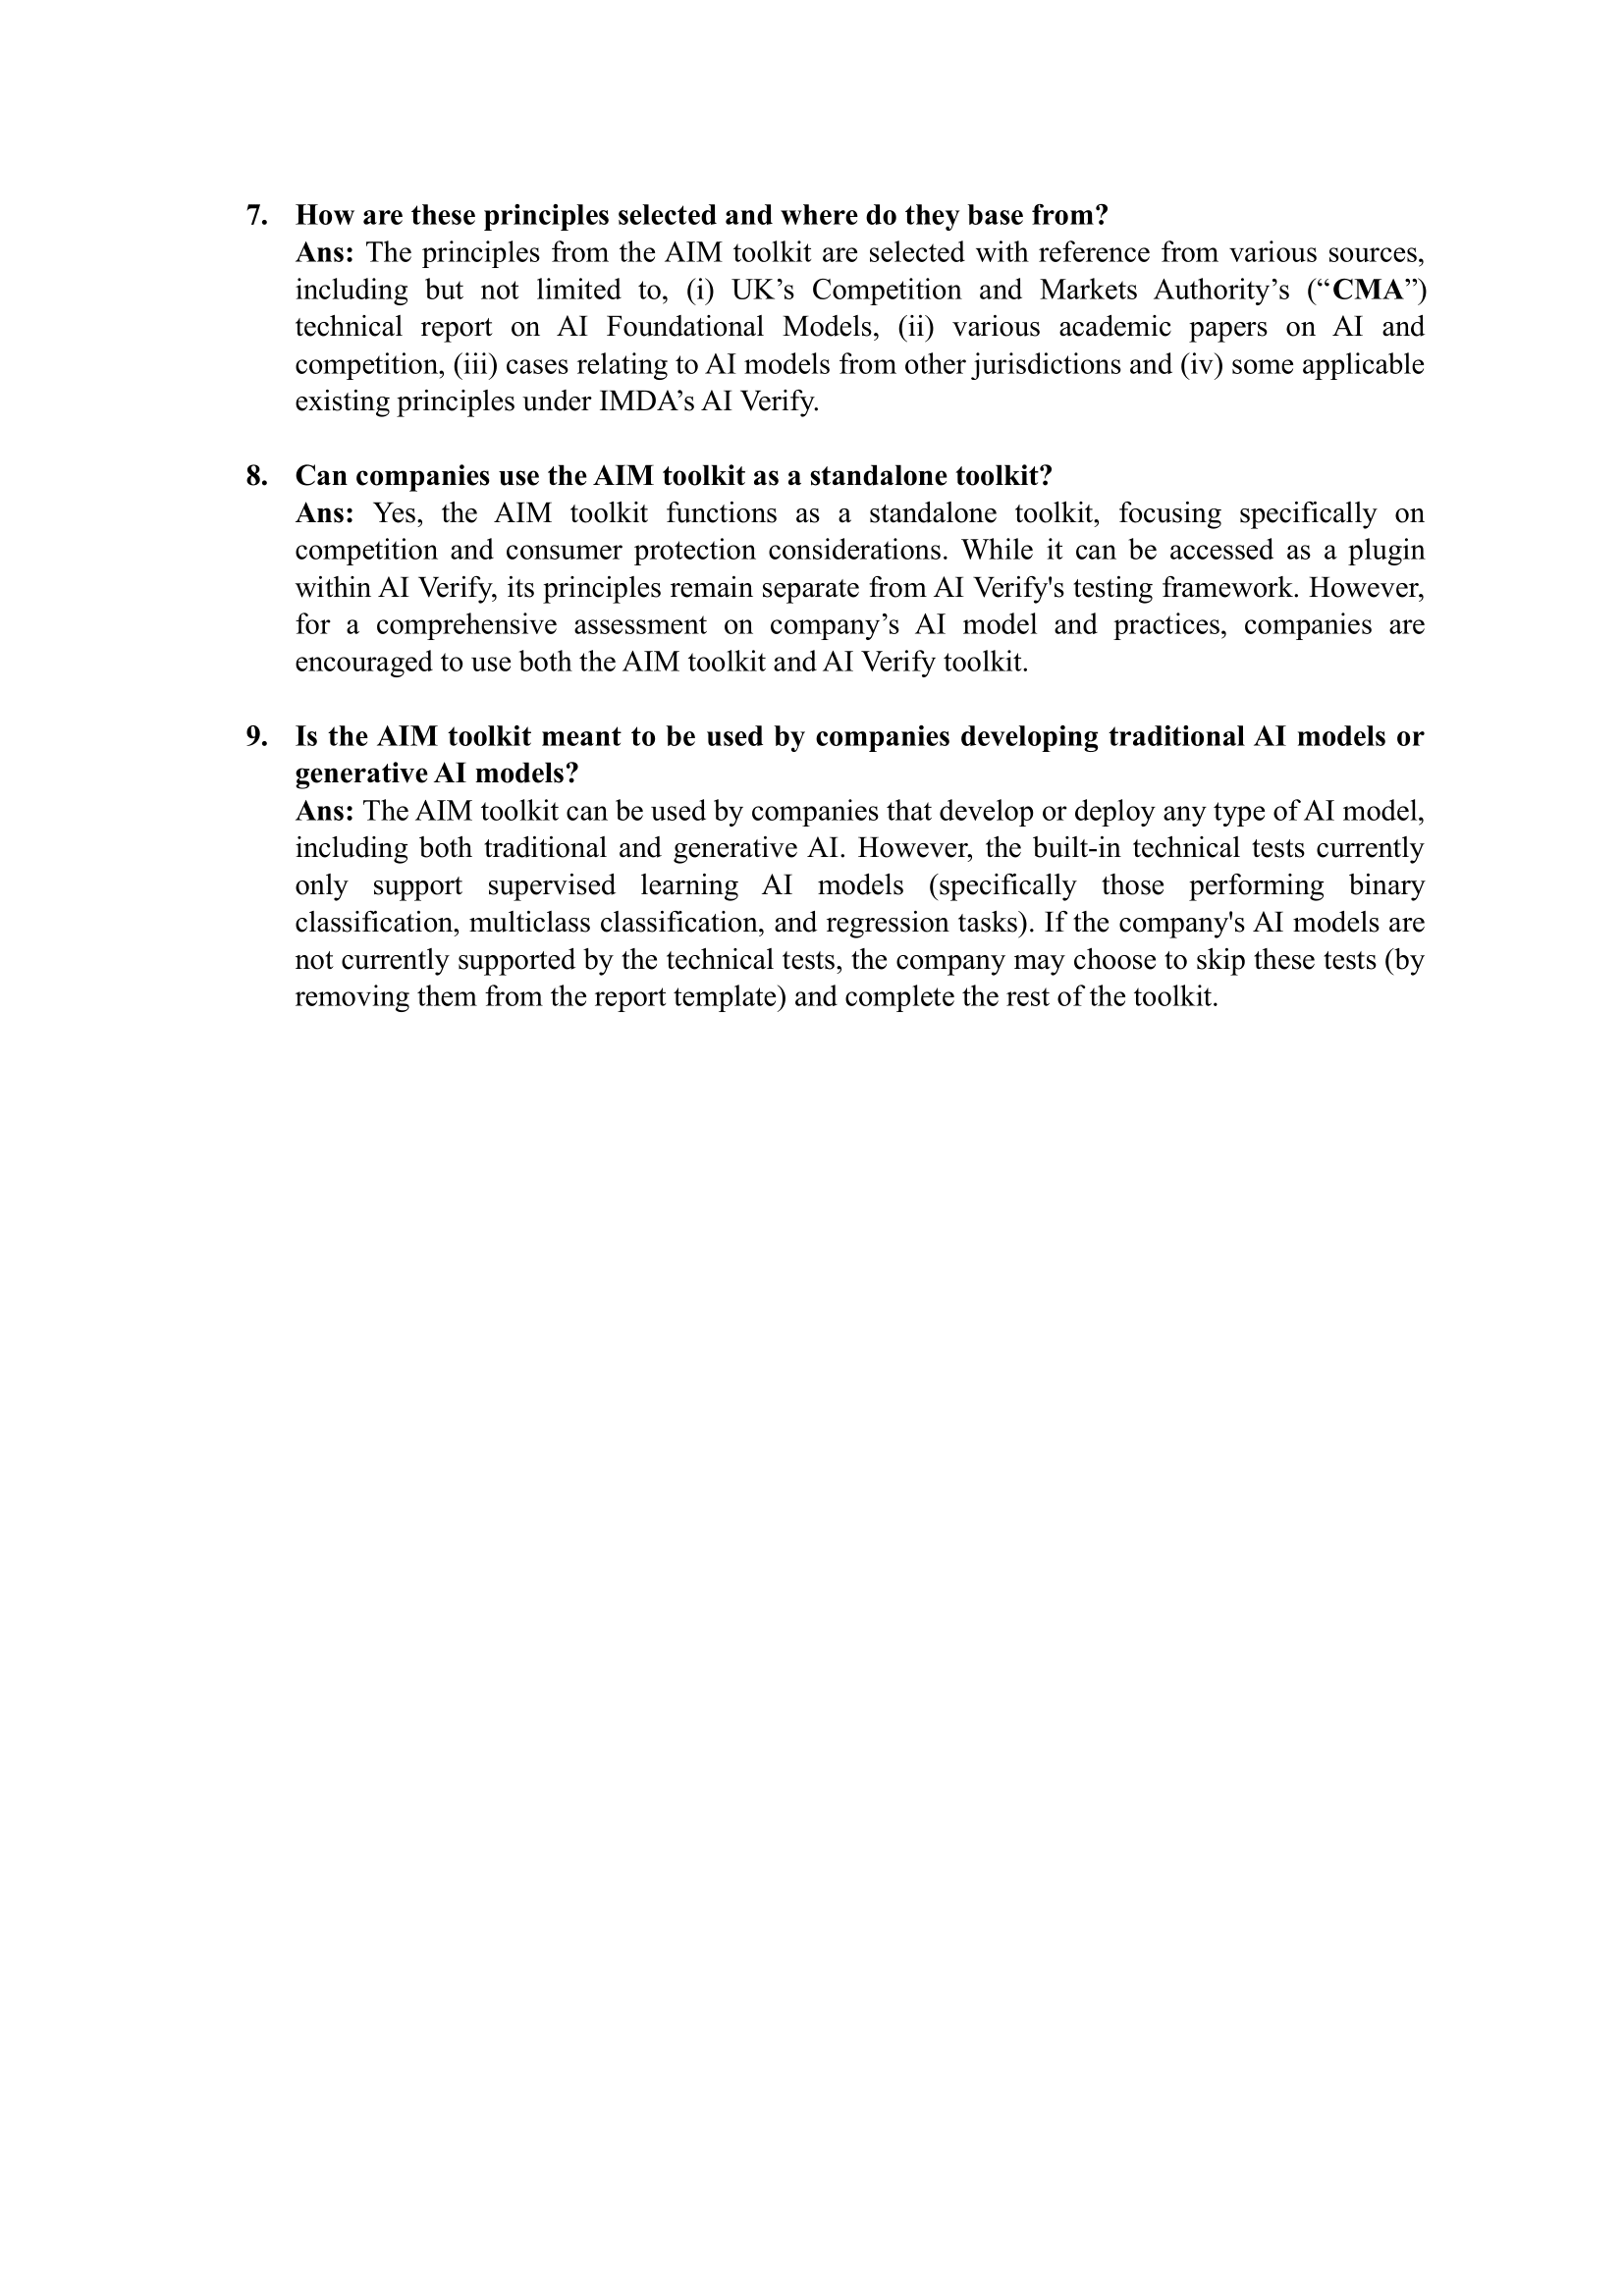 7. How are these principles selected and where do they base from?
Ans: The principles from the AIM toolkit are selected with reference from various sources,
including but not limited to, (i) UK’s Competition and Markets Authority’s (“CMA”)
technical report on AI Foundational Models, (ii) various academic papers on AI and
competition, (iii) cases relating to AI models from other jurisdictions and (iv) some applicable
existing principles under IMDA’s AI Verify.
8. Can companies use the AIM toolkit as a standalone toolkit?
Ans: Yes, the AIM toolkit functions as a standalone toolkit, focusing specifically on
competition and consumer protection considerations. While it can be accessed as a plugin
within AI Verify, its principles remain separate from AI Verify's testing framework. However,
for a comprehensive assessment on company’s AI model and practices, companies are
encouraged to use both the AIM toolkit and AI Verify toolkit.
9. Is the AIM toolkit meant to be used by companies developing traditional AI models or
generative AI models?
Ans: The AIM toolkit can be used by companies that develop or deploy any type of AI model,
including both traditional and generative AI. However, the built-in technical tests currently
only support supervised learning AI models (specifically those performing binary
classification, multiclass classification, and regression tasks). If the company's AI models are
not currently supported by the technical tests, the company may choose to skip these tests (by
removing them from the report template) and complete the rest of the toolkit.